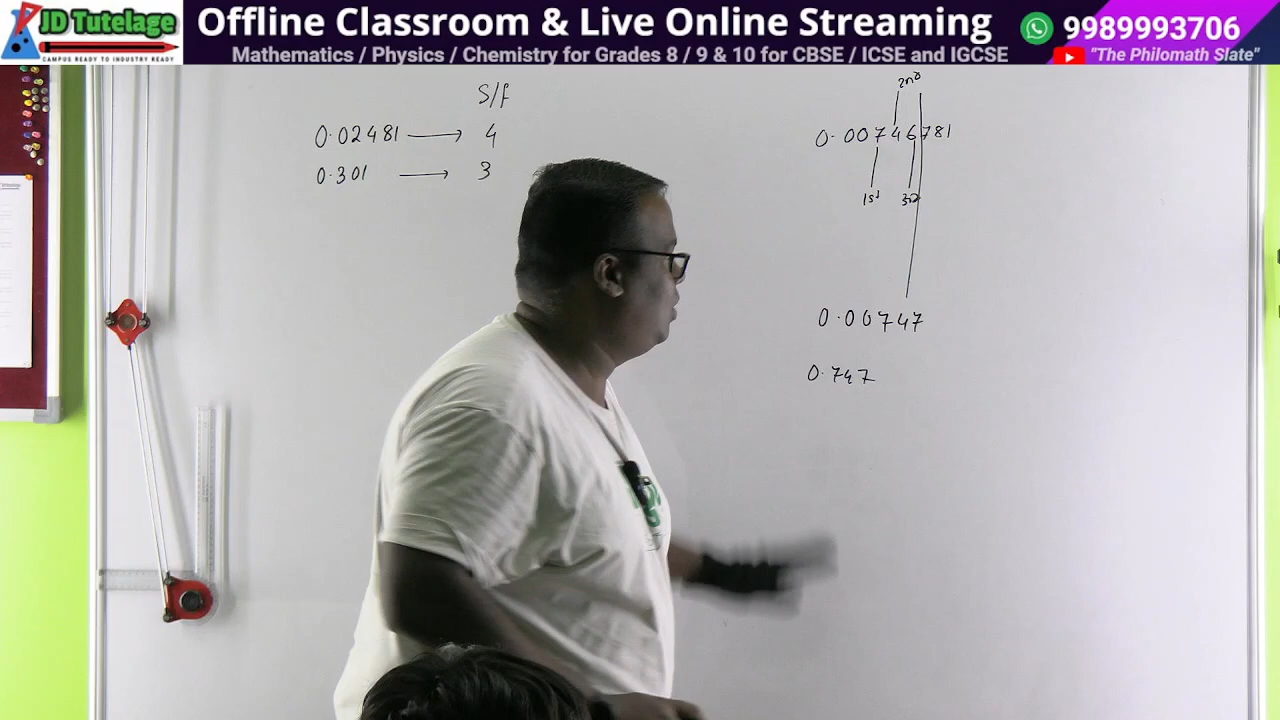 JD Tutelage
CAMPUS READY TO INDUSTRY READY
Offline Classroom & Live Online Streaming
9989993706
Mathematics / Physics / Chemistry for Grades 8 / 9 & 10 for CBSE / ICSE and IGCSE
"The Philomath Slate"
S/f
0.02481 → 4
0.301 → 3
2nd
0.00746781
1st 3rd
0.00747
0.747